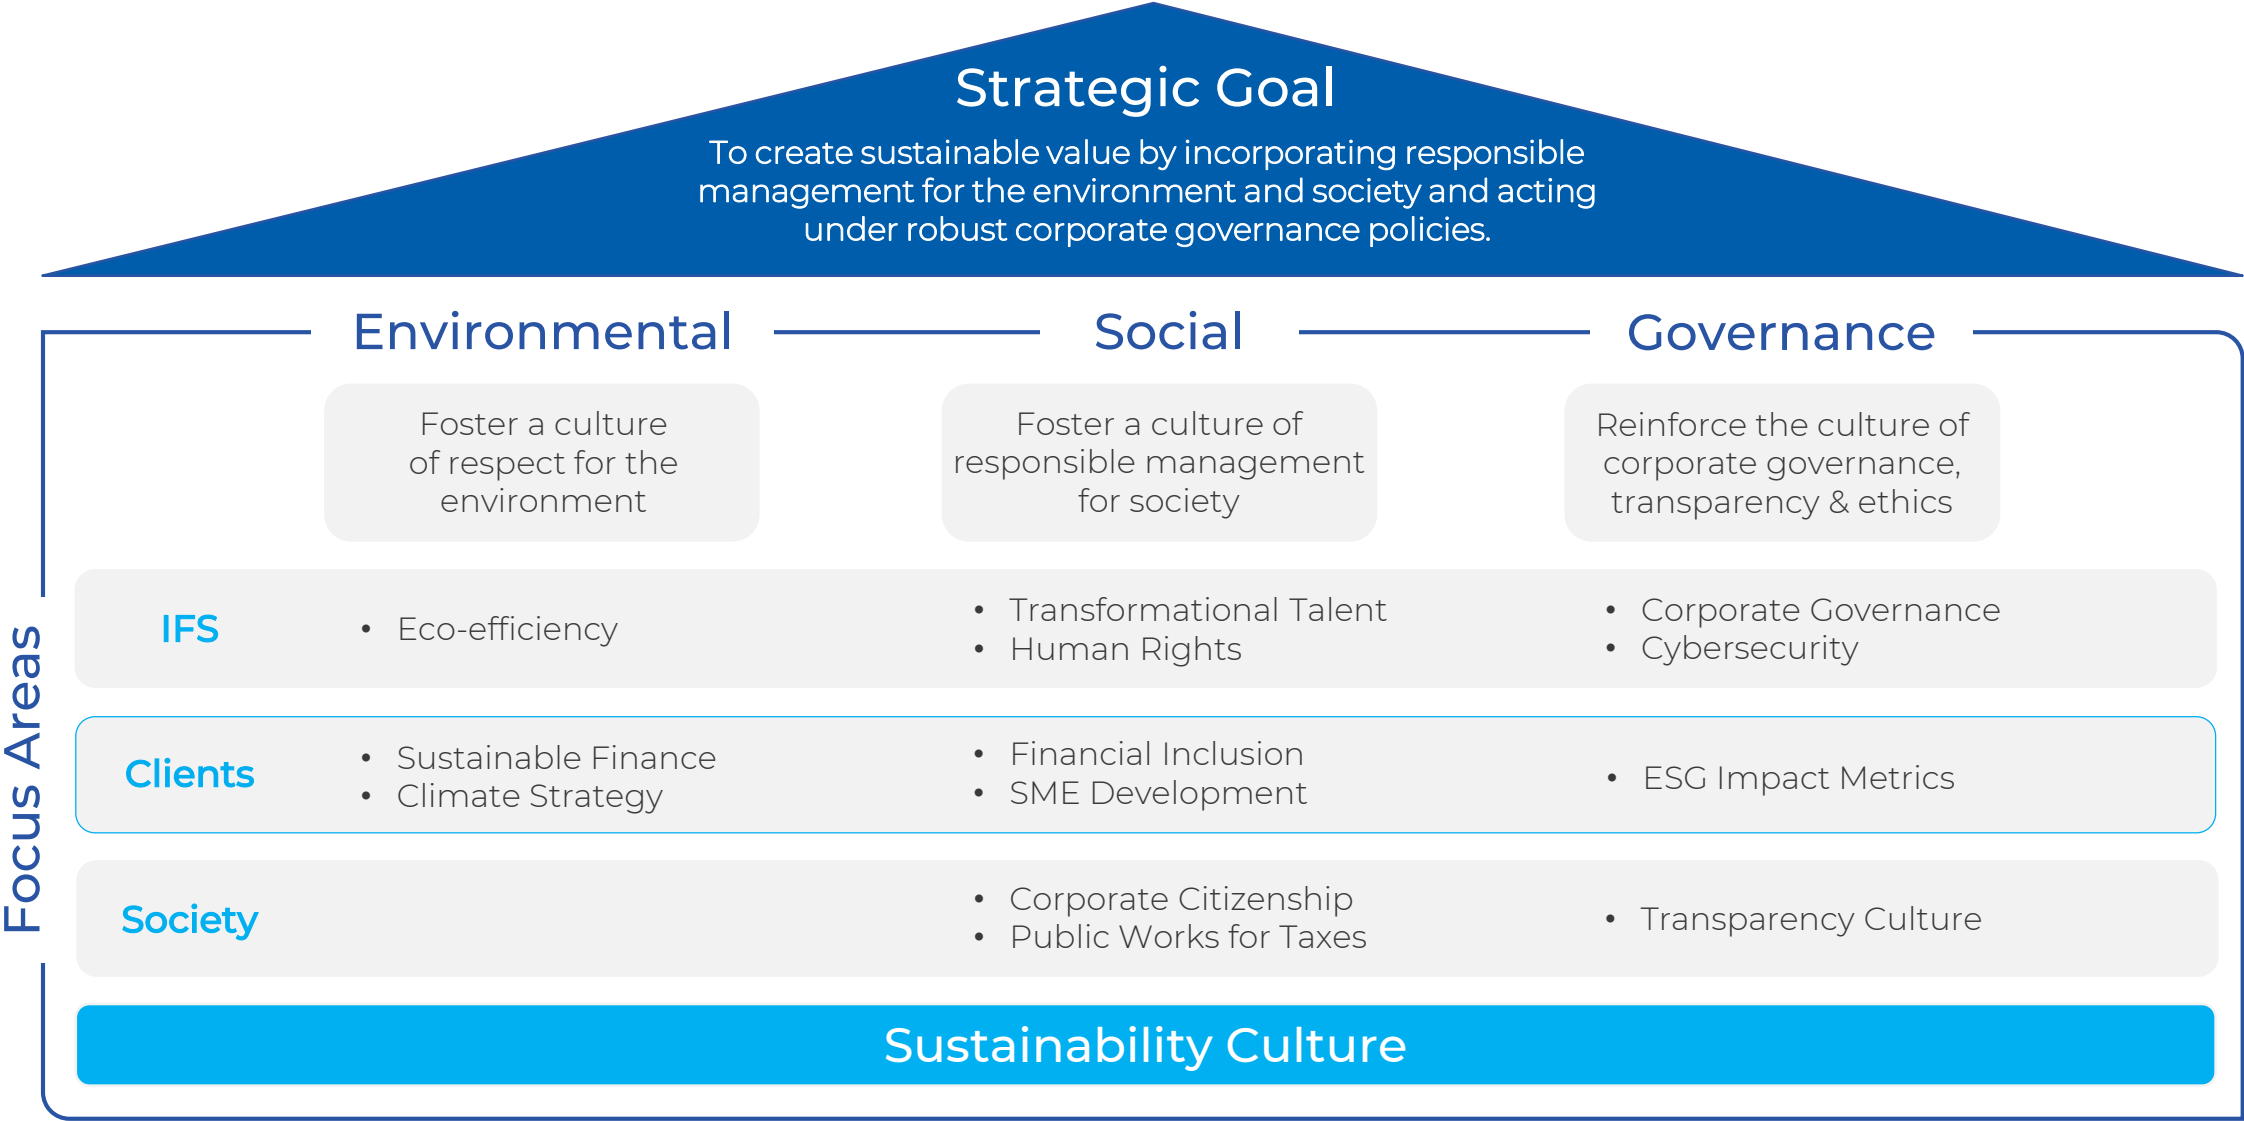 Strategic Goal
To create sustainable value by incorporating responsible
management for the environment and society and acting
under robust corporate governance policies.
Environmental
Social
Governance
Foster a culture
of respect for the
environment
Foster a culture of
responsible management
for society
Reinforce the culture of
corporate governance,
transparency & ethics
Focus Areas
IFS
• Eco-efficiency
• Transformational Talent
• Human Rights
• Corporate Governance
• Cybersecurity
Clients
• Sustainable Finance
• Climate Strategy
• Financial Inclusion
• SME Development
• ESG Impact Metrics
Society
• Corporate Citizenship
• Public Works for Taxes
• Transparency Culture
Sustainability Culture